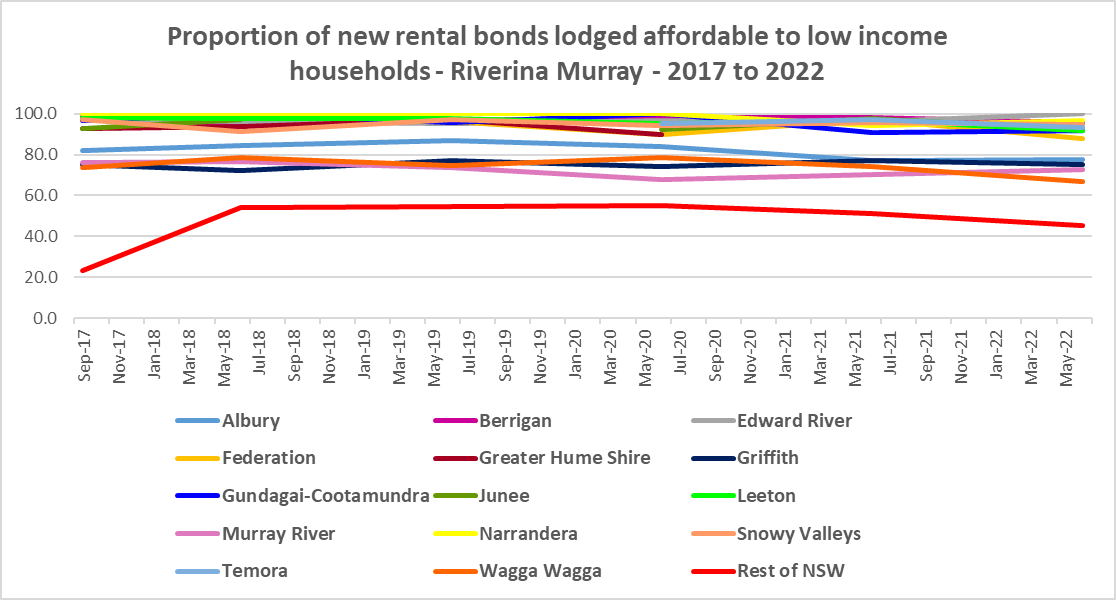 Proportion of new rental bonds lodged affordable to low income
households - Riverina Murray - 2017 to 2022
100.0
80.0
60.0
40.0
20.0
0.0
Sep-17 Nov-17 Jan-18 Mar-18 May-18 Jul-18 Sep-18 Nov-18 Jan-19 Mar-19 May-19 Jul-19 Sep-19 Nov-19 Jan-20 Mar-20 May-20 Jul-20 Sep-20 Nov-20 Jan-21 Mar-21 May-21 Jul-21 Sep-21 Nov-21 Jan-22 Mar-22 May-22
Albury Berrigan Edward River
Federation Greater Hume Shire Griffith
Gundagai-Cootamundra Junee Leeton
Murray River Narrandera Snowy Valleys
Temora Wagga Wagga Rest of NSW